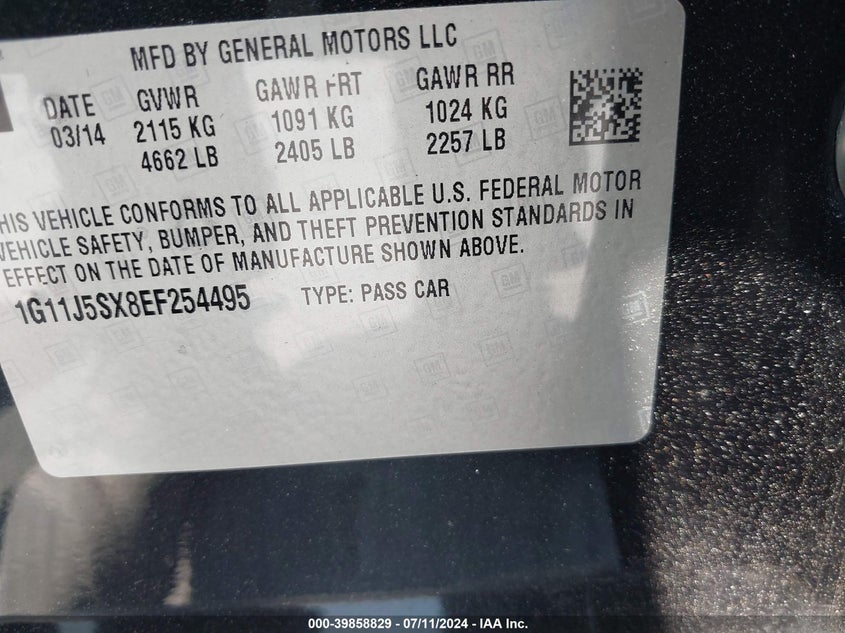 MFD BY GENERAL MOTORS LLC
DATE GVWR GAWR FRT GAWR RR
03/14 2115 KG 1091 KG 1024 KG
4662 LB 2405 LB 2257 LB
HIS VEHICLE CONFORMS TO ALL APPLICABLE U.S. FEDERAL MOTOR
VEHICLE SAFETY, BUMPER, AND THEFT PREVENTION STANDARDS IN
EFFECT ON THE DATE OF MANUFACTURE SHOWN ABOVE.
1G11J5SX8EF254495 TYPE: PASS CAR
000-39858829 - 07/11/2024 - IAA Inc.